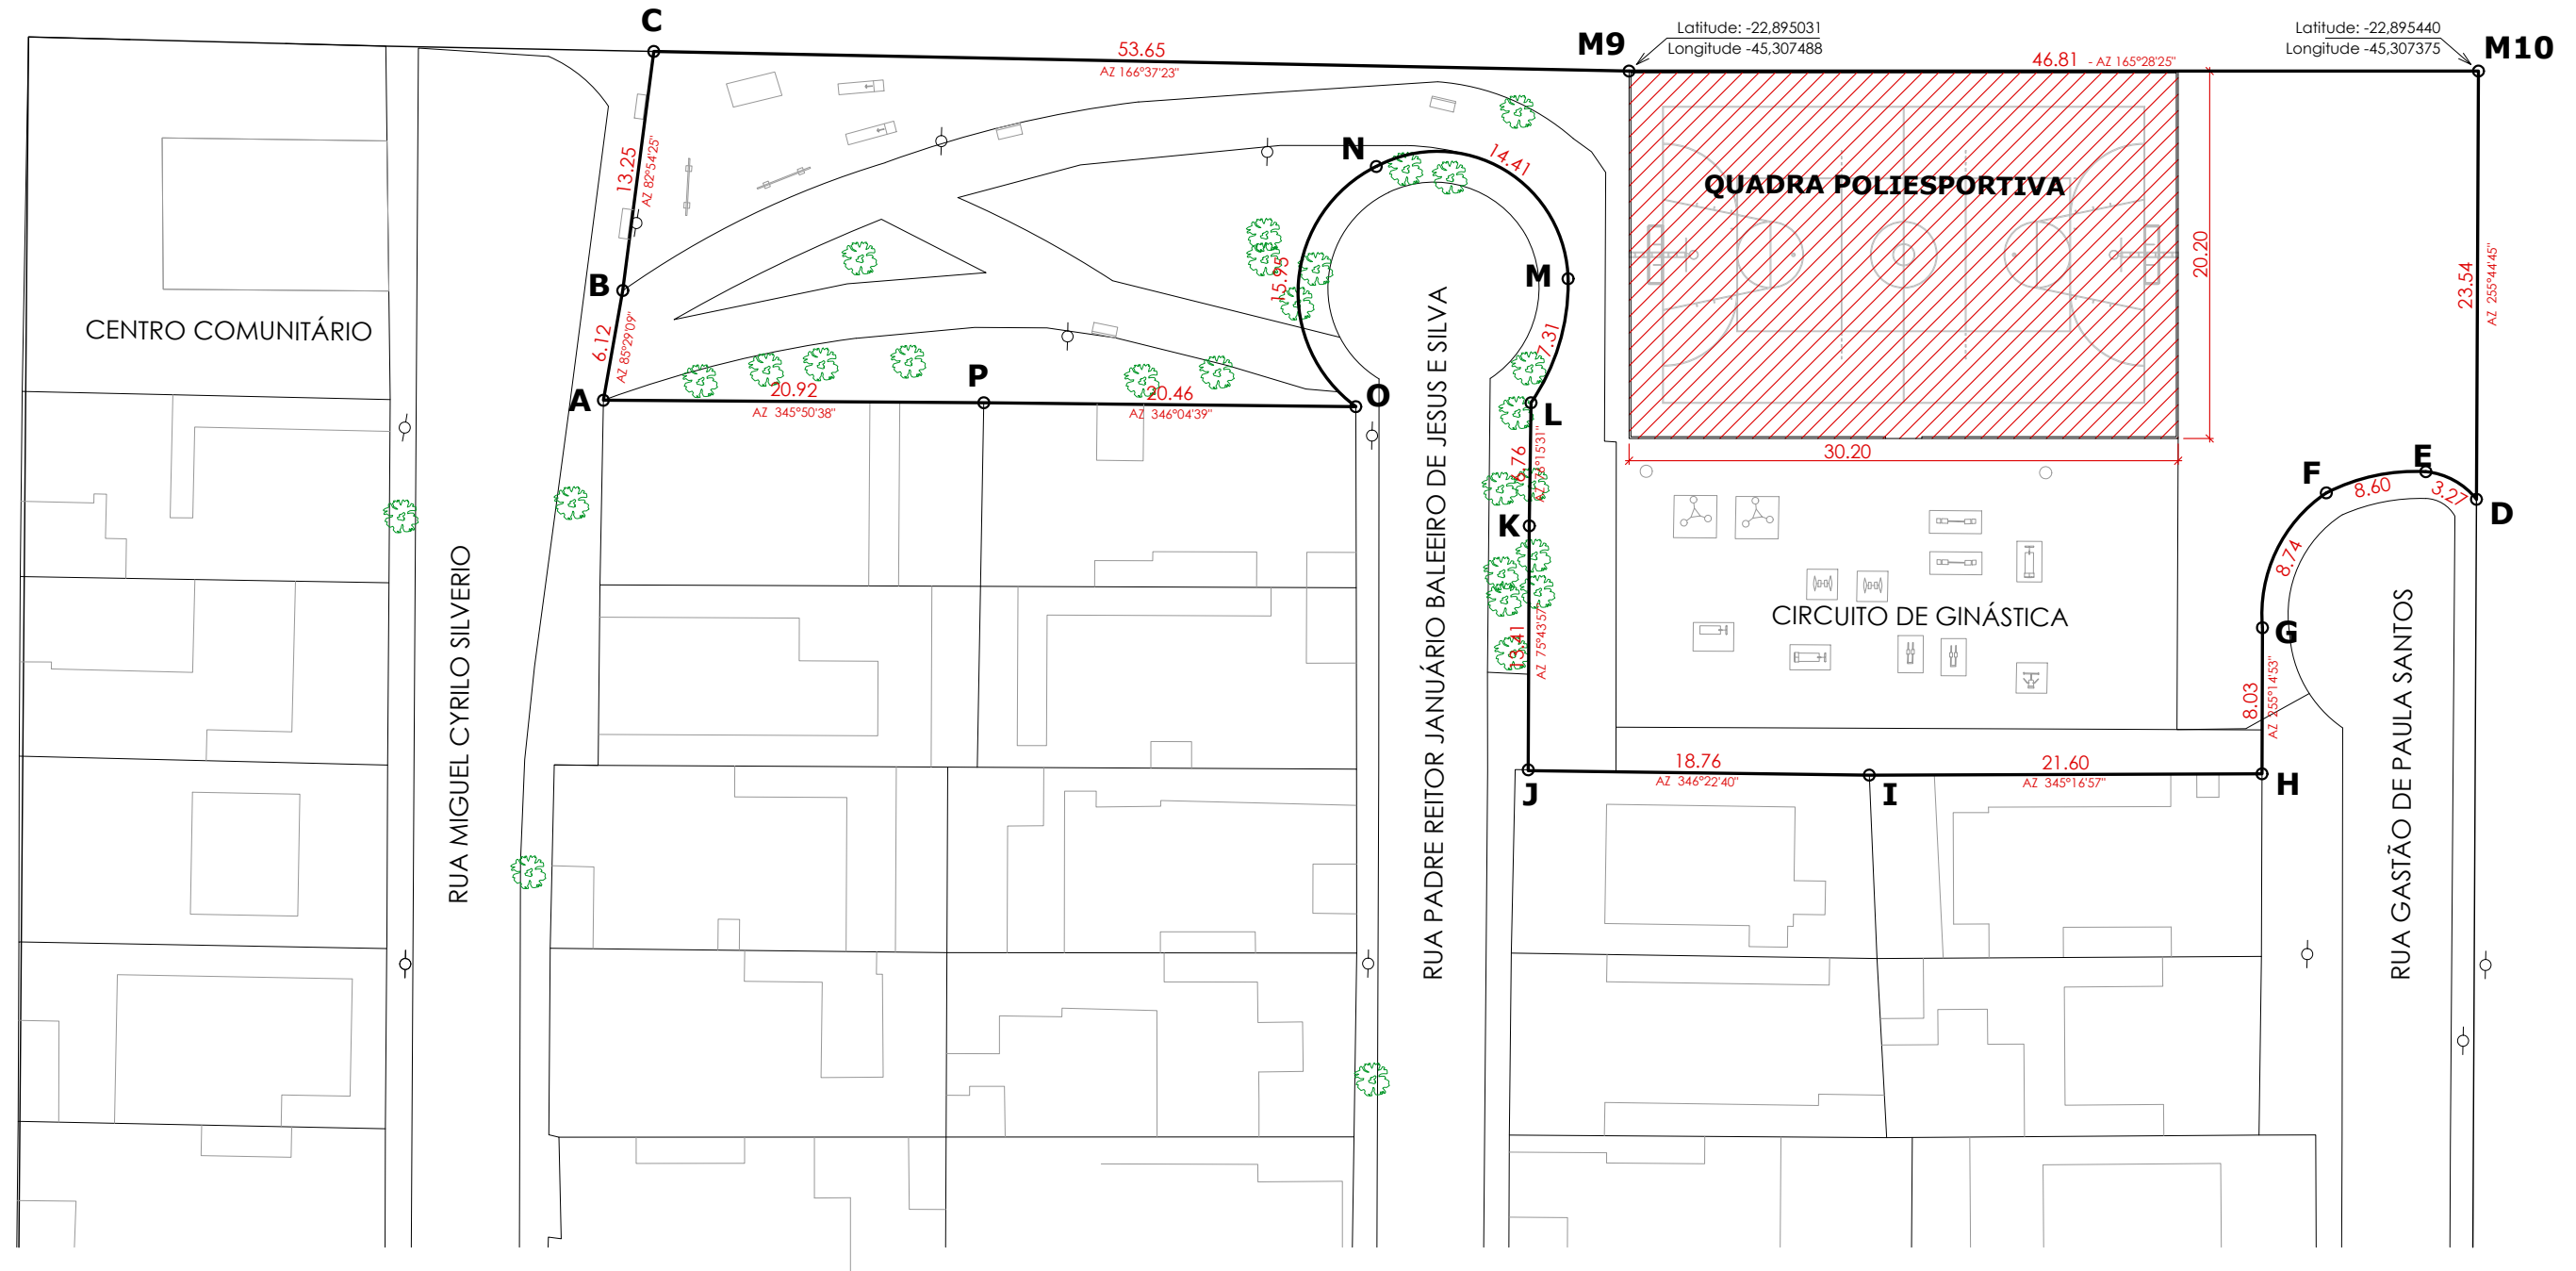 C
53.65
AZ 166°37'23"
M9
Latitude: -22,895031
Longitude -45,307488
46.81 - AZ 165°28'25"
Latitude: -22,895440
Longitude -45,307375
M10
13.25
AZ 82°54'25"
N
14.41
QUADRA POLIESPORTIVA
20.20
23.54
AZ 255°44'45"
B
15.95
M
CENTRO COMUNITÁRIO
6.12
AZ 85°29'09"
7.31
A
20.92
AZ 345°50'38"
P
20.46
AZ 346°04'39"
O
L
30.20
6.76
F
8.60
E
3.27
D
K
8.74
CIRCUITO DE GINÁSTICA
G
13.41
AZ 75°43'57"
8.03
AZ 255°14'53"
J
18.76
AZ 346°22'40"
I
21.60
AZ 345°16'57"
H
RUA MIGUEL CYRILO SILVERIO
RUA PADRE REITOR JANUÁRIO BALEEIRO DE JESUS E SILVA
RUA GASTÃO DE PAULA SANTOS